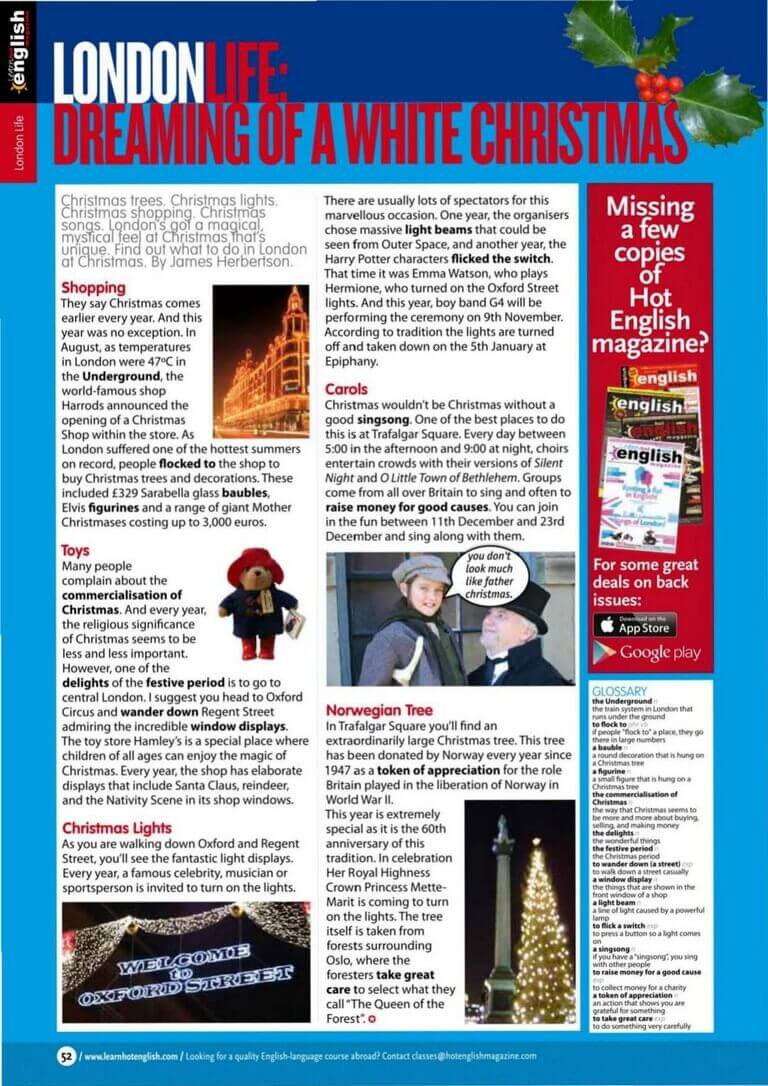 Learn hot
english
magazine
London Life
LONDONLIFE:
DREAMING OF A WHITE CHRISTMAS
Christmas trees. Christmas lights.
Christmas shopping. Christmas
songs. London's got a magical,
mystical feel at Christmas that's
unique. Find out what to do in London
at Christmas. By James Herbertson.
Shopping
They say Christmas comes
earlier every year. And this
year was no exception. In
August, as temperatures
in London were 47ºC in
the Underground, the
world-famous shop
Harrods announced the
opening of a Christmas
Shop within the store. As
London suffered one of the hottest summers
on record, people flocked to the shop to
buy Christmas trees and decorations. These
included £329 Sarabella glass baubles,
Elvis figurines and a range of giant Mother
Christmases costing up to 3,000 euros.
Toys
Many people
complain about the
commercialisation of
Christmas. And every year,
the religious significance
of Christmas seems to be
less and less important.
However, one of the
delights of the festive period is to go to
central London. I suggest you head to Oxford
Circus and wander down Regent Street
admiring the incredible window displays.
The toy store Hamley's is a special place where
children of all ages can enjoy the magic of
Christmas. Every year, the shop has elaborate
displays that include Santa Claus, reindeer,
and the Nativity Scene in its shop windows.
Christmas Lights
As you are walking down Oxford and Regent
Street, you'll see the fantastic light displays.
Every year, a famous celebrity, musician or
sportsperson is invited to turn on the lights.
WELCOME
to
OXFORD STREET
There are usually lots of spectators for this
marvellous occasion. One year, the organisers
chose massive light beams that could be
seen from Outer Space, and another year, the
Harry Potter characters flicked the switch.
That time it was Emma Watson, who plays
Hermione, who turned on the Oxford Street
lights. And this year, boy band G4 will be
performing the ceremony on 9th November.
According to tradition the lights are turned
off and taken down on the 5th January at
Epiphany.
Carols
Christmas wouldn't be Christmas without a
good singsong. One of the best places to do
this is at Trafalgar Square. Every day between
5:00 in the afternoon and 9:00 at night, choirs
entertain crowds with their versions of Silent
Night and O Little Town of Bethlehem. Groups
come from all over Britain to sing and often to
raise money for good causes. You can join
in the fun between 11th December and 23rd
December and sing along with them.
you don't
look much
like father
christmas.
Norwegian Tree
In Trafalgar Square you'll find an
extraordinarily large Christmas tree. This tree
has been donated by Norway every year since
1947 as a token of appreciation for the role
Britain played in the liberation of Norway in
World War II.
This year is extremely
special as it is the 60th
anniversary of this
tradition. In celebration
Her Royal Highness
Crown Princess Mette-
Marit is coming to turn
on the lights. The tree
itself is taken from
forests surrounding
Oslo, where the
foresters take great
care to select what they
call "The Queen of the
Forest".
Missing
a few
copies
of
Hot
English
magazine?
english
english
english
english
magazine
For some great
deals on back
issues:
Download on the
App Store
Google play
GLOSSARY
the Underground n
the train system in London that
runs under the ground
to flock to phr vb
if people "flock to" a place, they go
there in large numbers
a bauble n
a round decoration that is hung on
a Christmas tree
a figurine n
a small figure that is hung on a
Christmas tree
the commercialisation of
Christmas n
the way that Christmas seems to
be more and more about buying,
selling, and making money
the delights n
the wonderful things
the festive period n
the Christmas period
to wander down (a street) exp
to walk down a street casually
a window display n
the things that are shown in the
front window of a shop
a light beam n
a line of light caused by a powerful
lamp
to flick a switch exp
to press a button so a light comes
on
a singsong n
if you have a "singsong", you sing
with other people
to raise money for a good cause
exp
to collect money for a charity
a token of appreciation n
an action that shows you are
grateful for something
to take great care exp
to do something very carefully
52 / www.learnhotenglish.com / Looking for a quality English-language course abroad? Contact classes@hotenglishmagazine.com